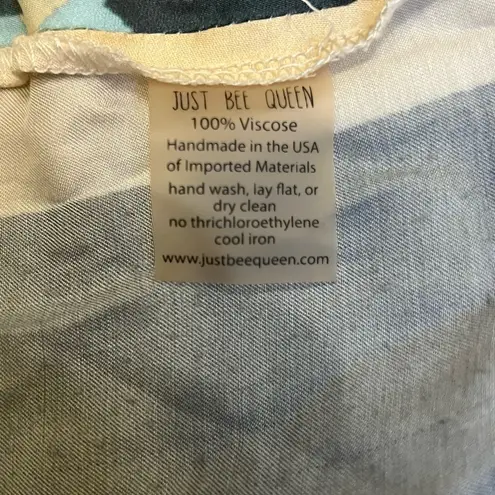 JUST BEE QUEEN
100% Viscose
Handmade in the USA
of Imported Materials
hand wash, lay flat, or
dry clean
no thrichloroethylene
cool iron
www.justbeequeen.com